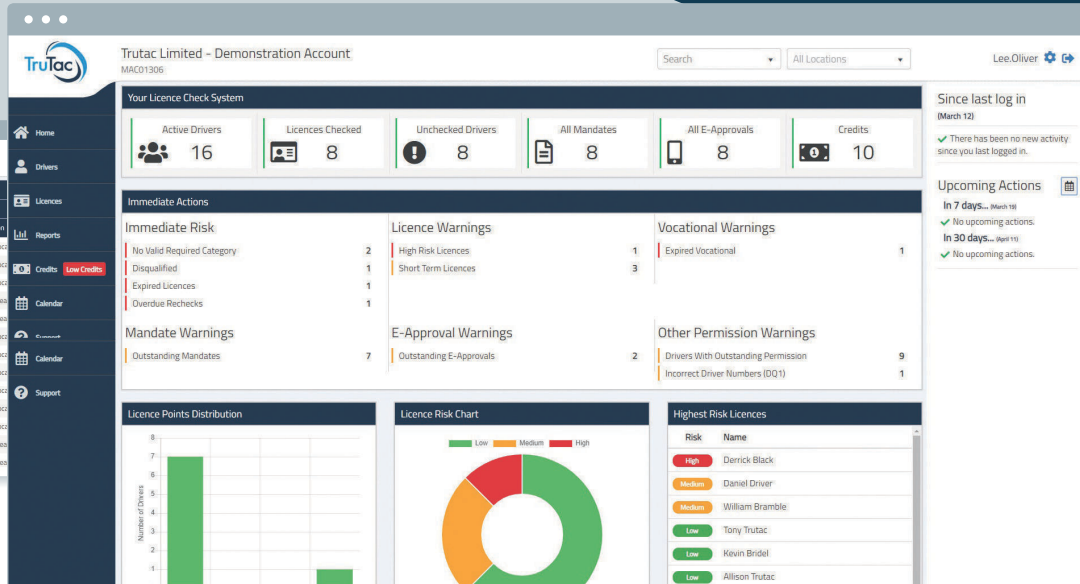 TruTac
Trutac Limited - Demonstration Account
MAC01306
Search
All Locations
Lee.Oliver
Home
Drivers
Licences
Reports
Credits Low Credits
Calendar
Calendar
Support
Your Licence Check System
Active Drivers
16
Licences Checked
8
Unchecked Drivers
8
All Mandates
8
All E-Approvals
8
Credits
10
Immediate Actions
Immediate Risk
No Valid Required Category 2
Disqualified 1
Expired Licences 1
Overdue Rechecks 1
Licence Warnings
High Risk Licences 1
Short Term Licences 3
Vocational Warnings
Expired Vocational 1
Mandate Warnings
Outstanding Mandates 7
E-Approval Warnings
Outstanding E-Approvals 2
Other Permission Warnings
Drivers With Outstanding Permission 9
Incorrect Driver Numbers (DQ1) 1
Licence Points Distribution
Number of Drivers
8
7
6
5
4
3
2
1
Licence Risk Chart
Low Medium High
Highest Risk Licences
Risk Name
High Derrick Black
Medium Daniel Driver
Medium William Bramble
Low Tony Trutac
Low Kevin Bridel
Low Allison Trutac
Since last log in
(March 12)
There has been no new activity
since you last logged in.
Upcoming Actions
In 7 days... (March 19)
No upcoming actions.
In 30 days... (April 11)
No upcoming actions.